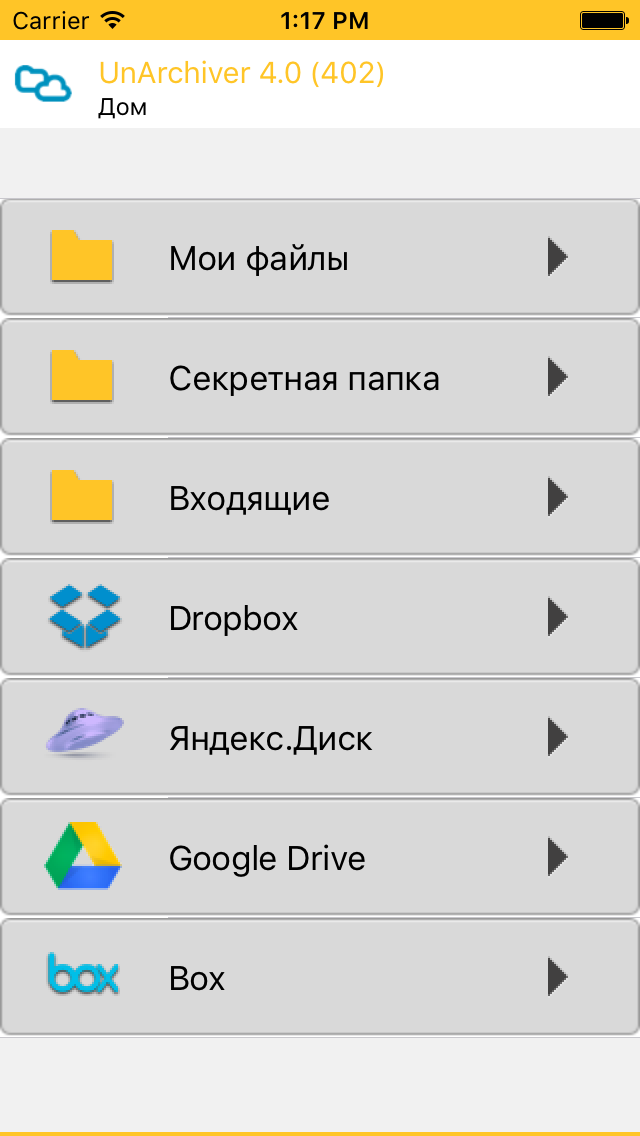 Carrier 1:17 PM
UnArchiver 4.0 (402)
Дом
Мои файлы
Секретная папка
Входящие
Dropbox
Яндекс.Диск
Google Drive
box Box